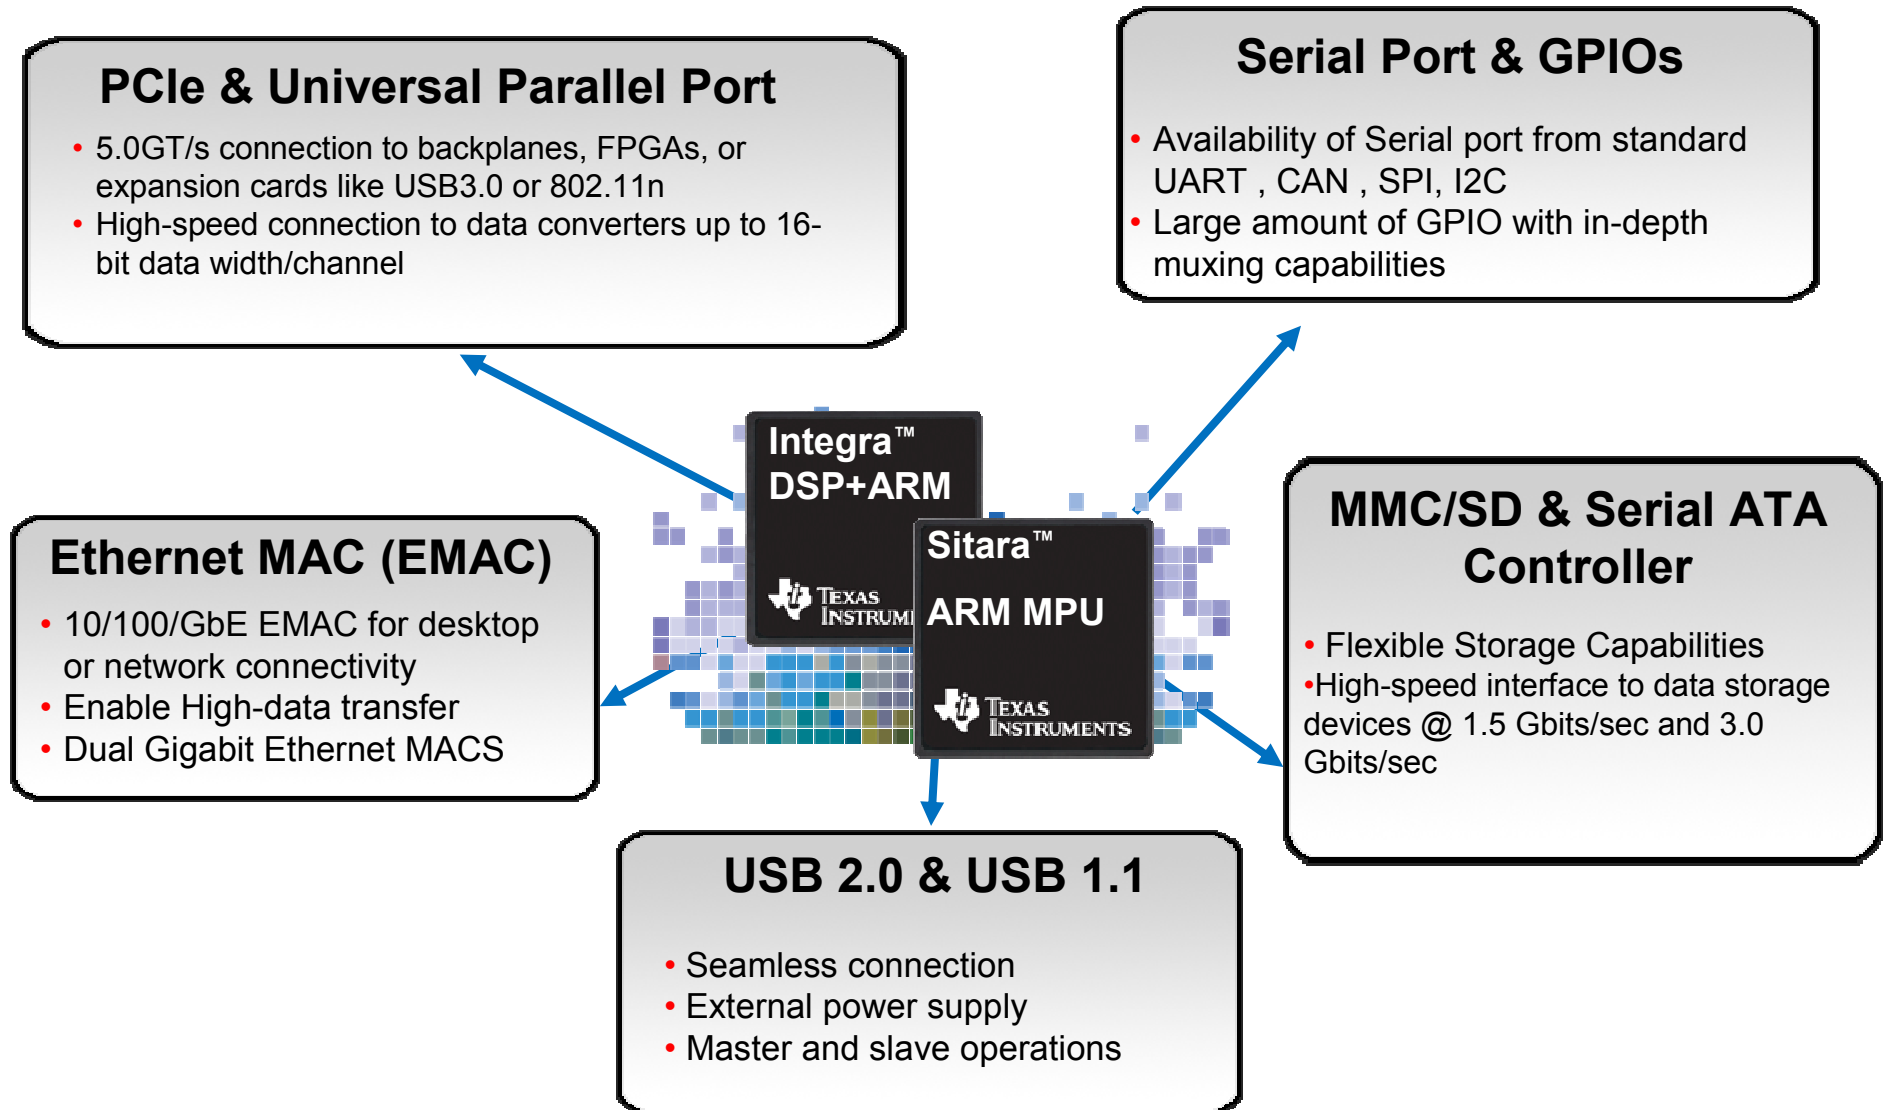 PCIe & Universal Parallel Port
• 5.0GT/s connection to backplanes, FPGAs, or
expansion cards like USB3.0 or 802.11n
• High-speed connection to data converters up to 16-
bit data width/channel
Serial Port & GPIOs
• Availability of Serial port from standard
UART , CAN , SPI, I2C
• Large amount of GPIO with in-depth
muxing capabilities
Integra™
DSP+ARM
TEXAS
INSTRUM
Sitara™
ARM MPU
TEXAS
INSTRUMENTS
Ethernet MAC (EMAC)
• 10/100/GbE EMAC for desktop
or network connectivity
• Enable High-data transfer
• Dual Gigabit Ethernet MACS
MMC/SD & Serial ATA
Controller
• Flexible Storage Capabilities
•High-speed interface to data storage
devices @ 1.5 Gbits/sec and 3.0
Gbits/sec
USB 2.0 & USB 1.1
• Seamless connection
• External power supply
• Master and slave operations